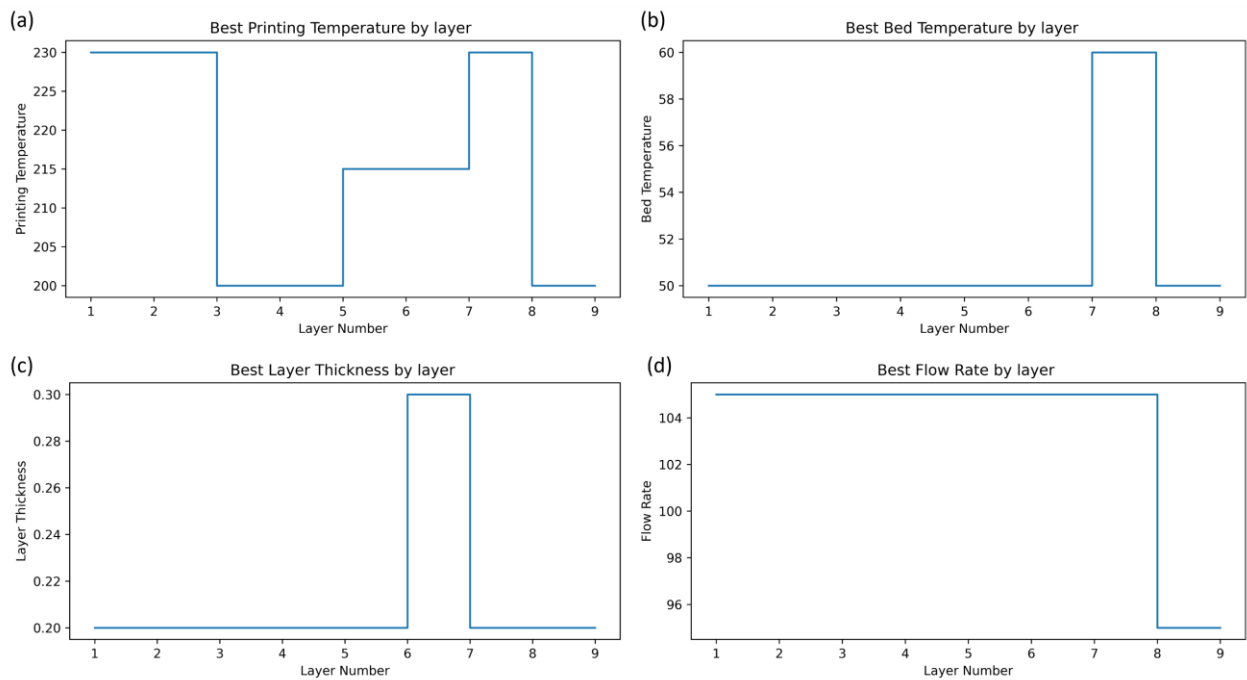 (a)
Best Printing Temperature by layer
230
225
220
215
210
205
200
Printing Temperature
1 2 3 4 5 6 7 8 9
Layer Number
(b)
Best Bed Temperature by layer
60
58
56
54
52
50
Bed Temperature
1 2 3 4 5 6 7 8 9
Layer Number
(c)
Best Layer Thickness by layer
0.30
0.28
0.26
0.24
0.22
0.20
Layer Thickness
1 2 3 4 5 6 7 8 9
Layer Number
(d)
Best Flow Rate by layer
104
102
100
98
96
Flow Rate
1 2 3 4 5 6 7 8 9
Layer Number